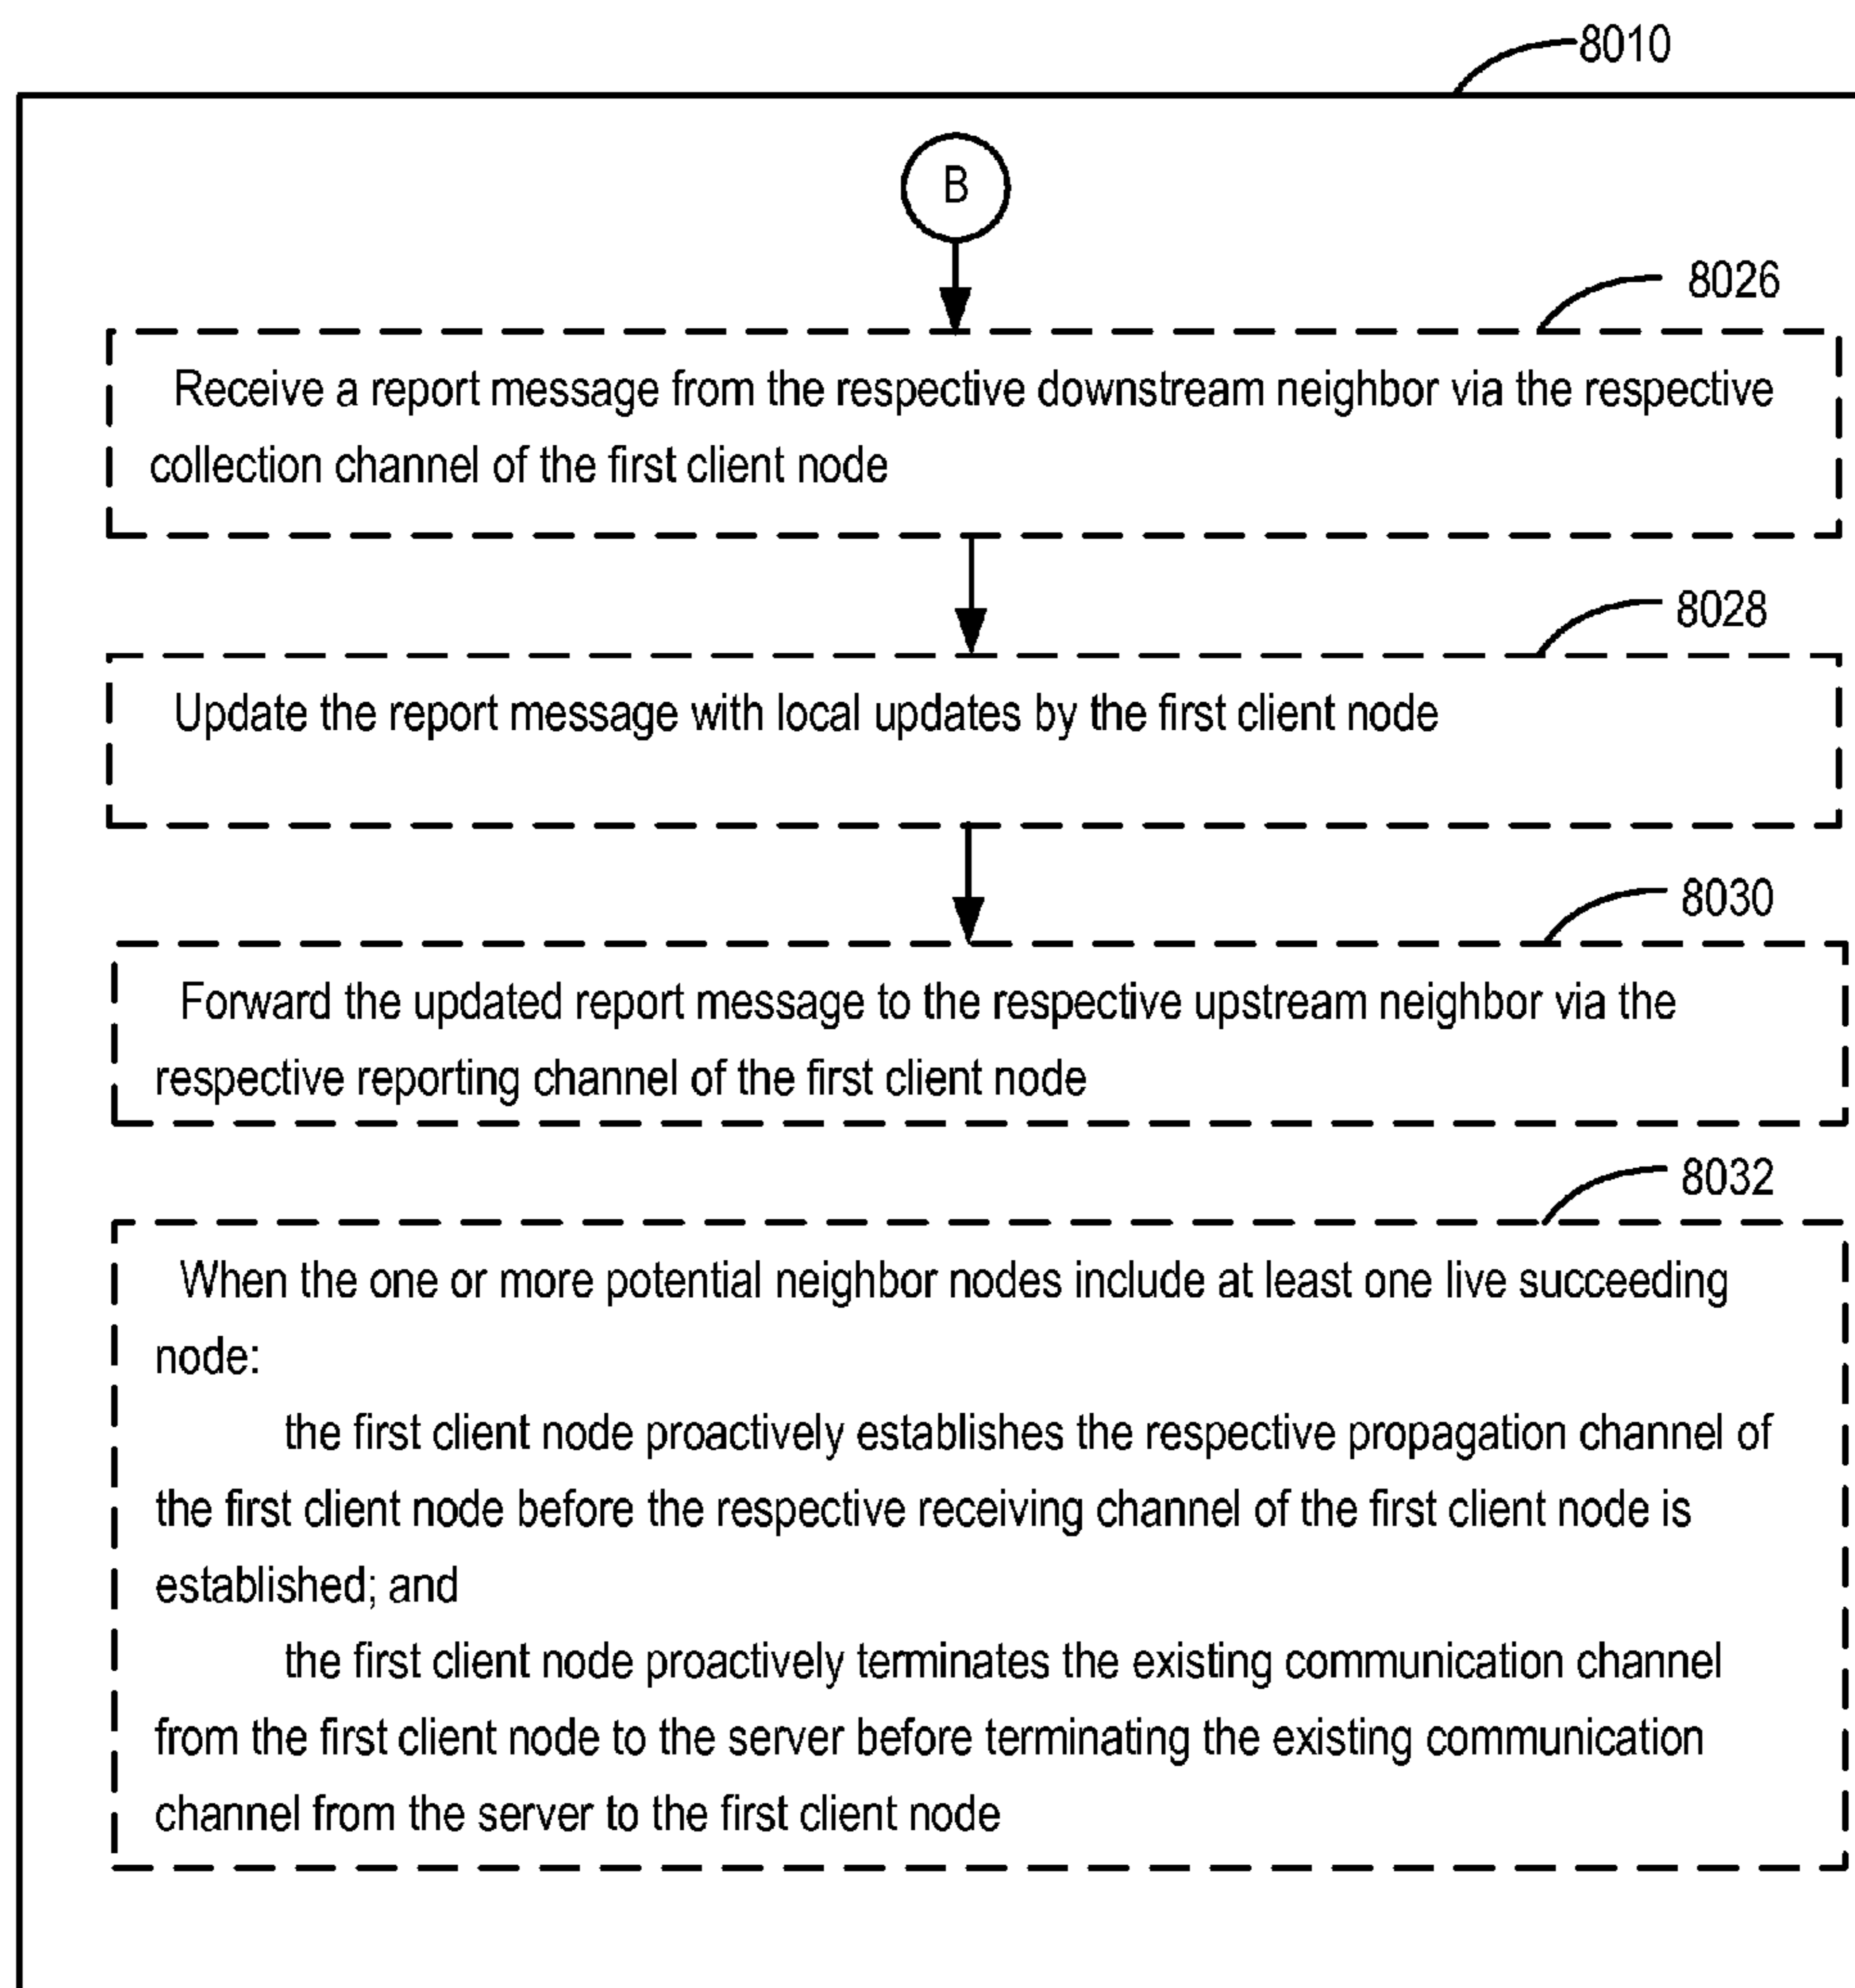 8010
B
8026
Receive a report message from the respective downstream neighbor via the respective
collection channel of the first client node
8028
Update the report message with local updates by the first client node
8030
Forward the updated report message to the respective upstream neighbor via the
respective reporting channel of the first client node
8032
When the one or more potential neighbor nodes include at least one live succeeding
node:
the first client node proactively establishes the respective propagation channel of
the first client node before the respective receiving channel of the first client node is
established; and
the first client node proactively terminates the existing communication channel
from the first client node to the server before terminating the existing communication
channel from the server to the first client node